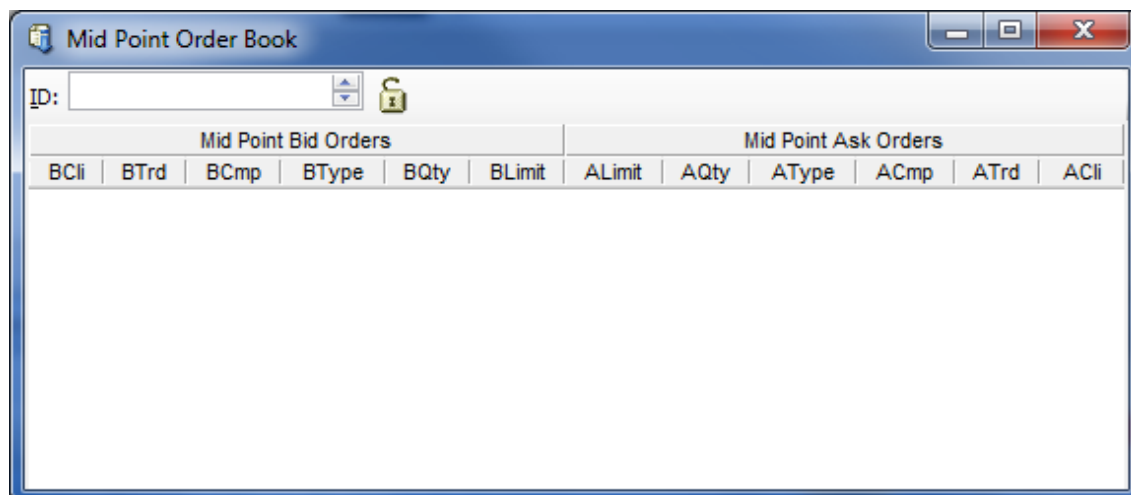 Mid Point Order Book
ID:
Mid Point Bid Orders Mid Point Ask Orders
BCli BTrd BCmp BType BQty BLimit ALimit AQty AType ACmp ATrd ACli